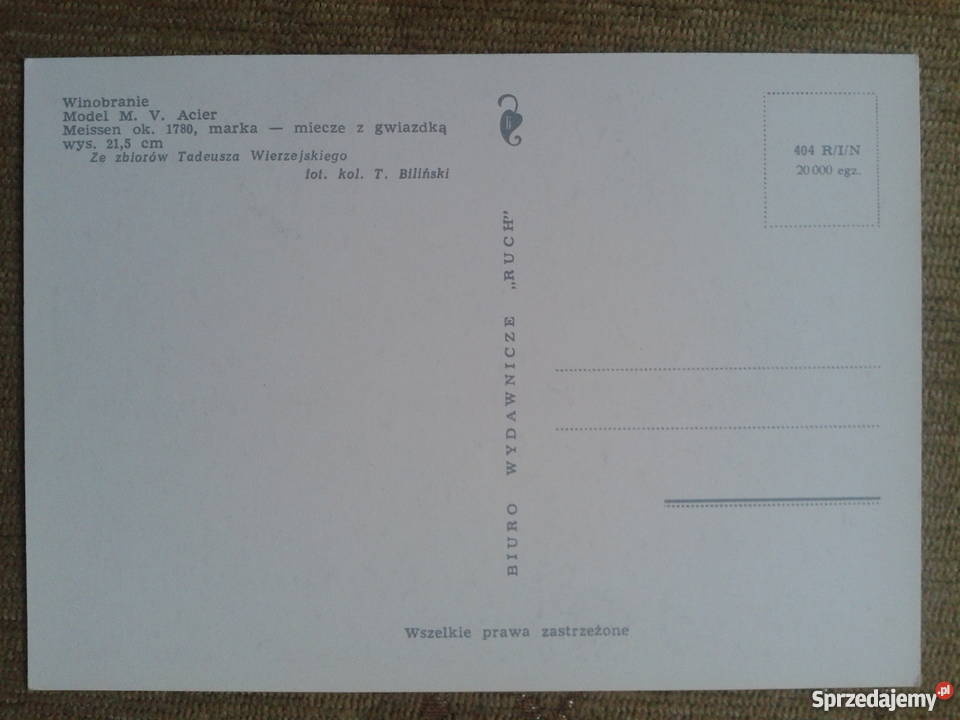 Winobranie
Model M. V. Acier
Meissen ok. 1780, marka — miecze z gwiazdką
wys. 21,5 cm
Ze zbiorów Tadeusza Wierzejskiego
fot. kol. T. Biliński
404 R/I/N
20 000 egz.
BIURO WYDAWNICZE „RUCH”
Wszelkie prawa zastrzeżone
Sprzedajemy.pl